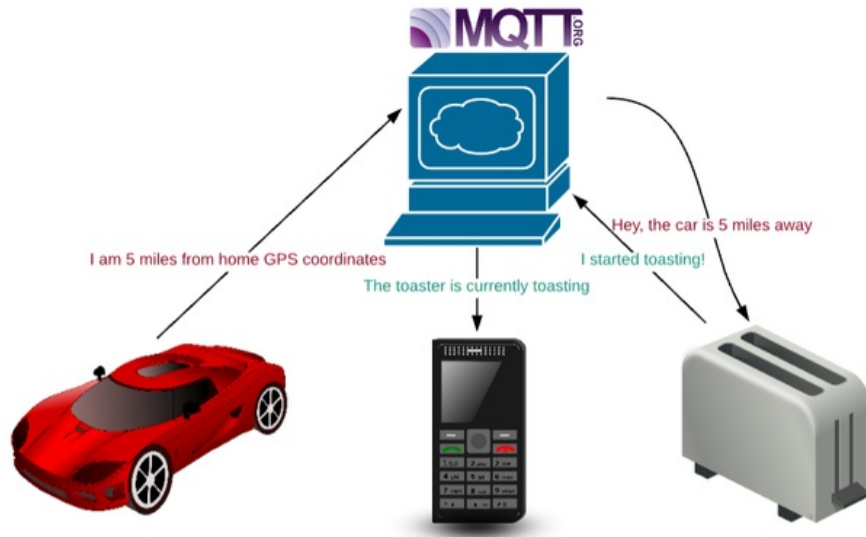 MQTT.ORG
Hey, the car is 5 miles away
I am 5 miles from home GPS coordinates
I started toasting!
The toaster is currently toasting